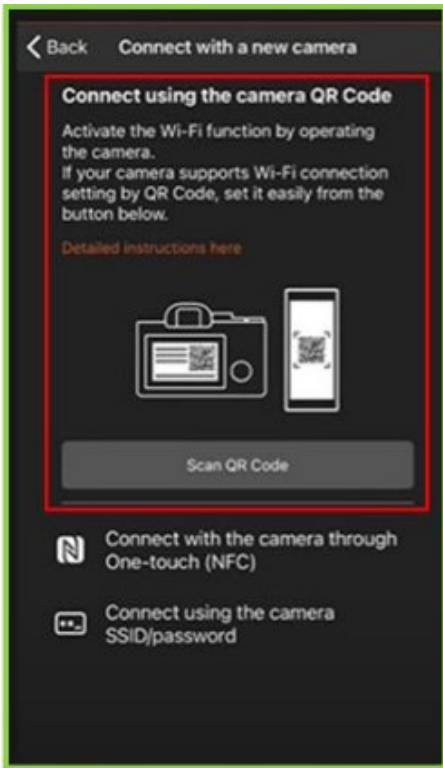 Back
Connect with a new camera
Connect using the camera QR Code
Activate the Wi-Fi function by operating
the camera.
If your camera supports Wi-Fi connection
setting by QR Code, set it easily from the
button below.
Detailed instructions here
Scan QR Code
Connect with the camera through
One-touch (NFC)
Connect using the camera
SSID/password